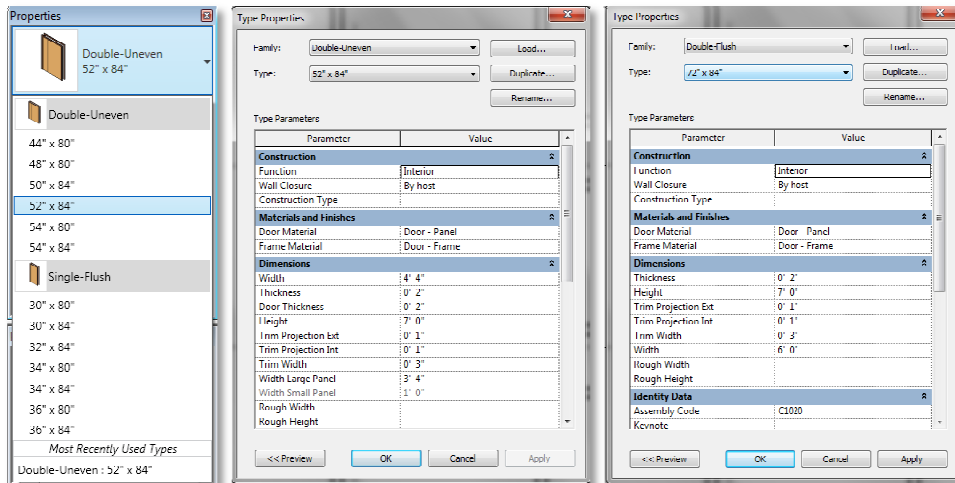 Properties
Double-Uneven
52" x 84"
Double-Uneven
44" x 80"
48" x 80"
50" x 84"
52" x 84"
54" x 80"
54" x 84"
Single-Flush
30" x 80"
30" x 84"
32" x 84"
34" x 80"
34" x 84"
36" x 80"
36" x 84"
Most Recently Used Types
Double-Uneven : 52" x 84"
Type Properties
Family: Double-Uneven Load...
Type: 52" x 84" Duplicate...
Rename...
Type Parameters
Parameter Value
Construction
Function Interior
Wall Closure By host
Construction Type
Materials and Finishes
Door Material Door - Panel
Frame Material Door - Frame
Dimensions
Width 4' 4"
Thickness 0' 2"
Door Thickness 0' 2"
Height 7' 0"
Trim Projection Ext 0' 1"
Trim Projection Int 0' 1"
Trim Width 0' 3"
Width Large Panel 3' 4"
Width Small Panel 1' 0"
Rough Width
Rough Height
<< Preview OK Cancel Apply
Type Properties
Family: Double-Flush Load...
Type: 72" x 84" Duplicate...
Rename...
Type Parameters
Parameter Value
Construction
Function Interior
Wall Closure By host
Construction Type
Materials and Finishes
Door Material Door - Panel
Frame Material Door - Frame
Dimensions
Thickness 0' 2"
Height 7' 0"
Trim Projection Ext 0' 1"
Trim Projection Int 0' 1"
Trim Width 0' 3"
Width 6' 0"
Rough Width
Rough Height
Identity Data
Assembly Code C1020
Keynote
<< Preview OK Cancel Apply